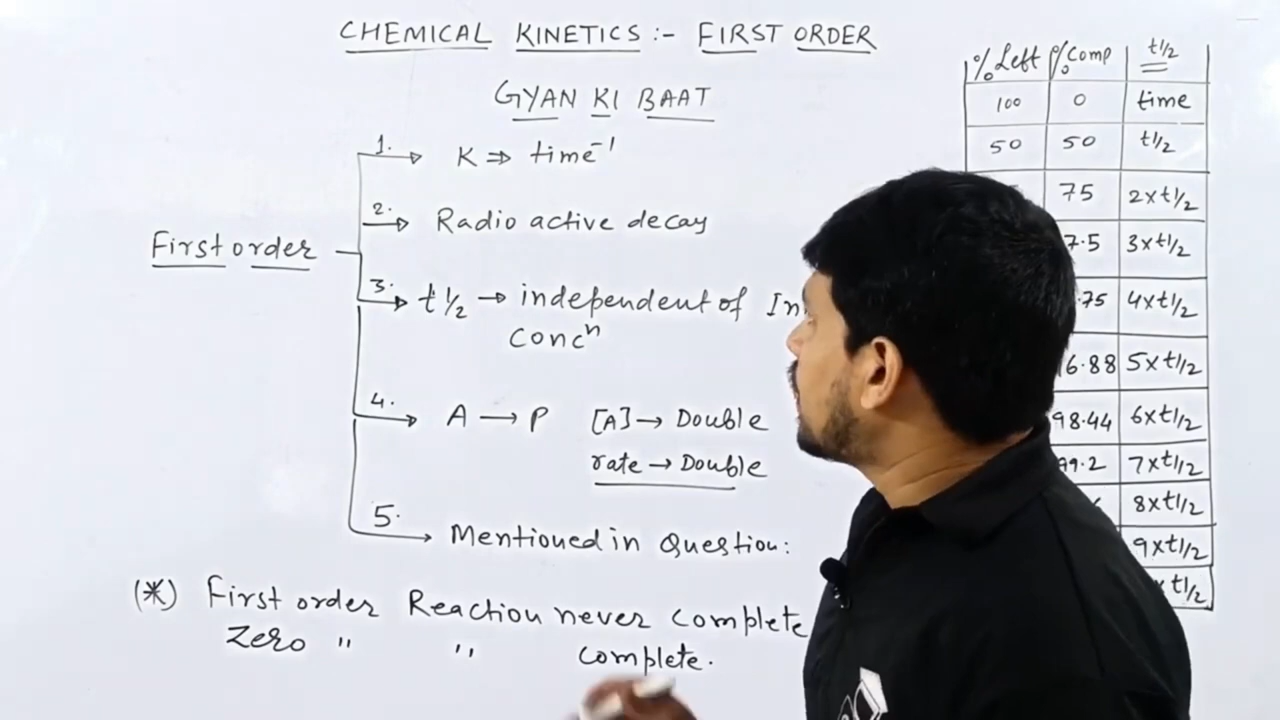 CHEMICAL KINETICS :- FIRST ORDER
GYAN KI BAAT
First order
1. K ⇒ time⁻¹
2. Radio active decay
3. t1/2 → independent of In
Concⁿ
4. A → P [A] → Double
rate → Double
5. Mentioned in Question:
(*) First order Reaction never complete
Zero " " complete.
% Left % Comp t1/2
100 0 time
50 50 t1/2
75 2×t1/2
7.5 3×t1/2
.75 4×t1/2
6.88 5×t1/2
98.44 6×t1/2
99.2 7×t1/2
8×t1/2
9×t1/2
×t1/2